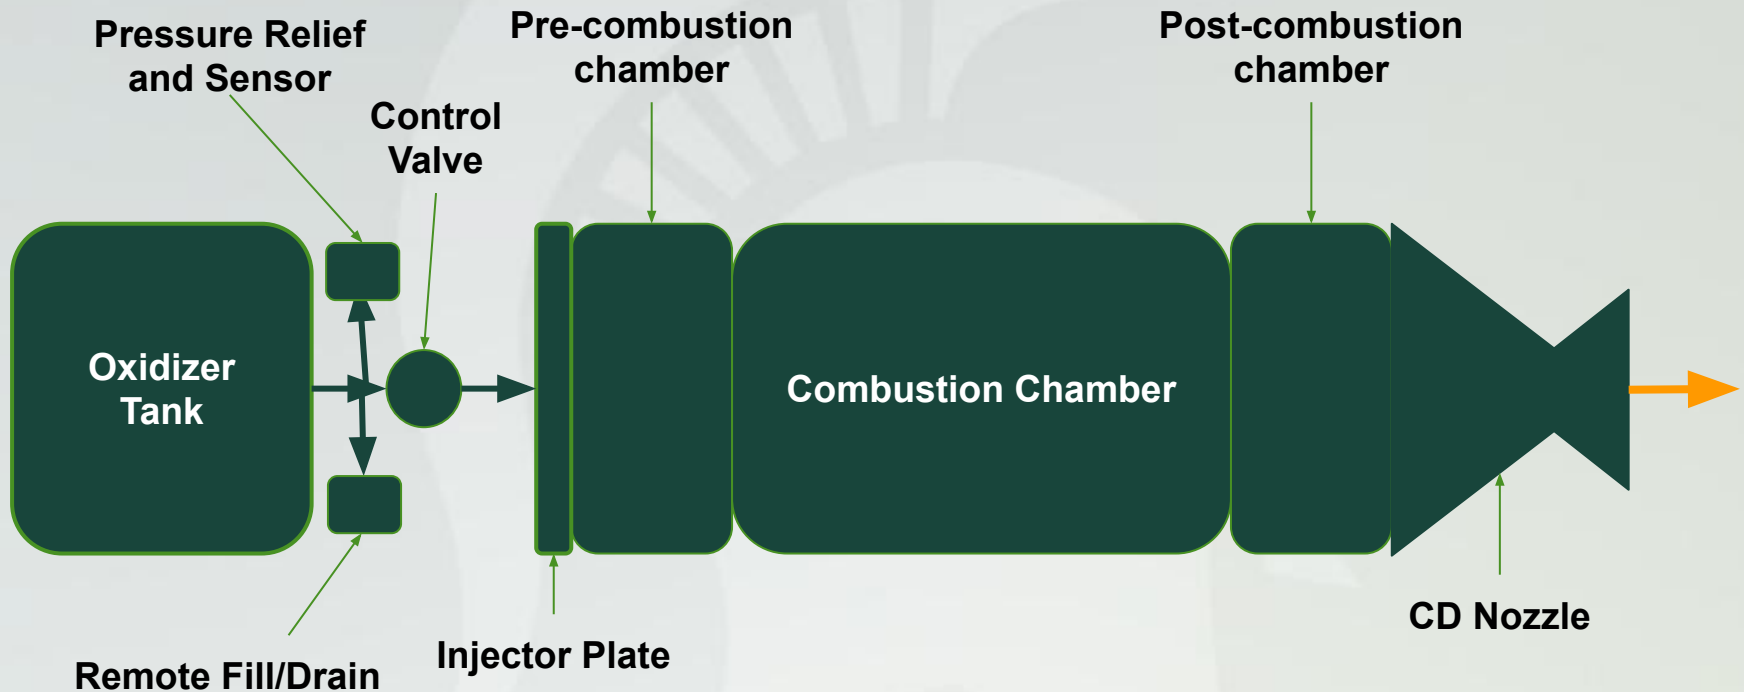 Pressure Relief
and Sensor
Control
Valve
Pre-combustion
chamber
Post-combustion
chamber
Oxidizer
Tank
Combustion Chamber
Remote Fill/Drain
Injector Plate
CD Nozzle